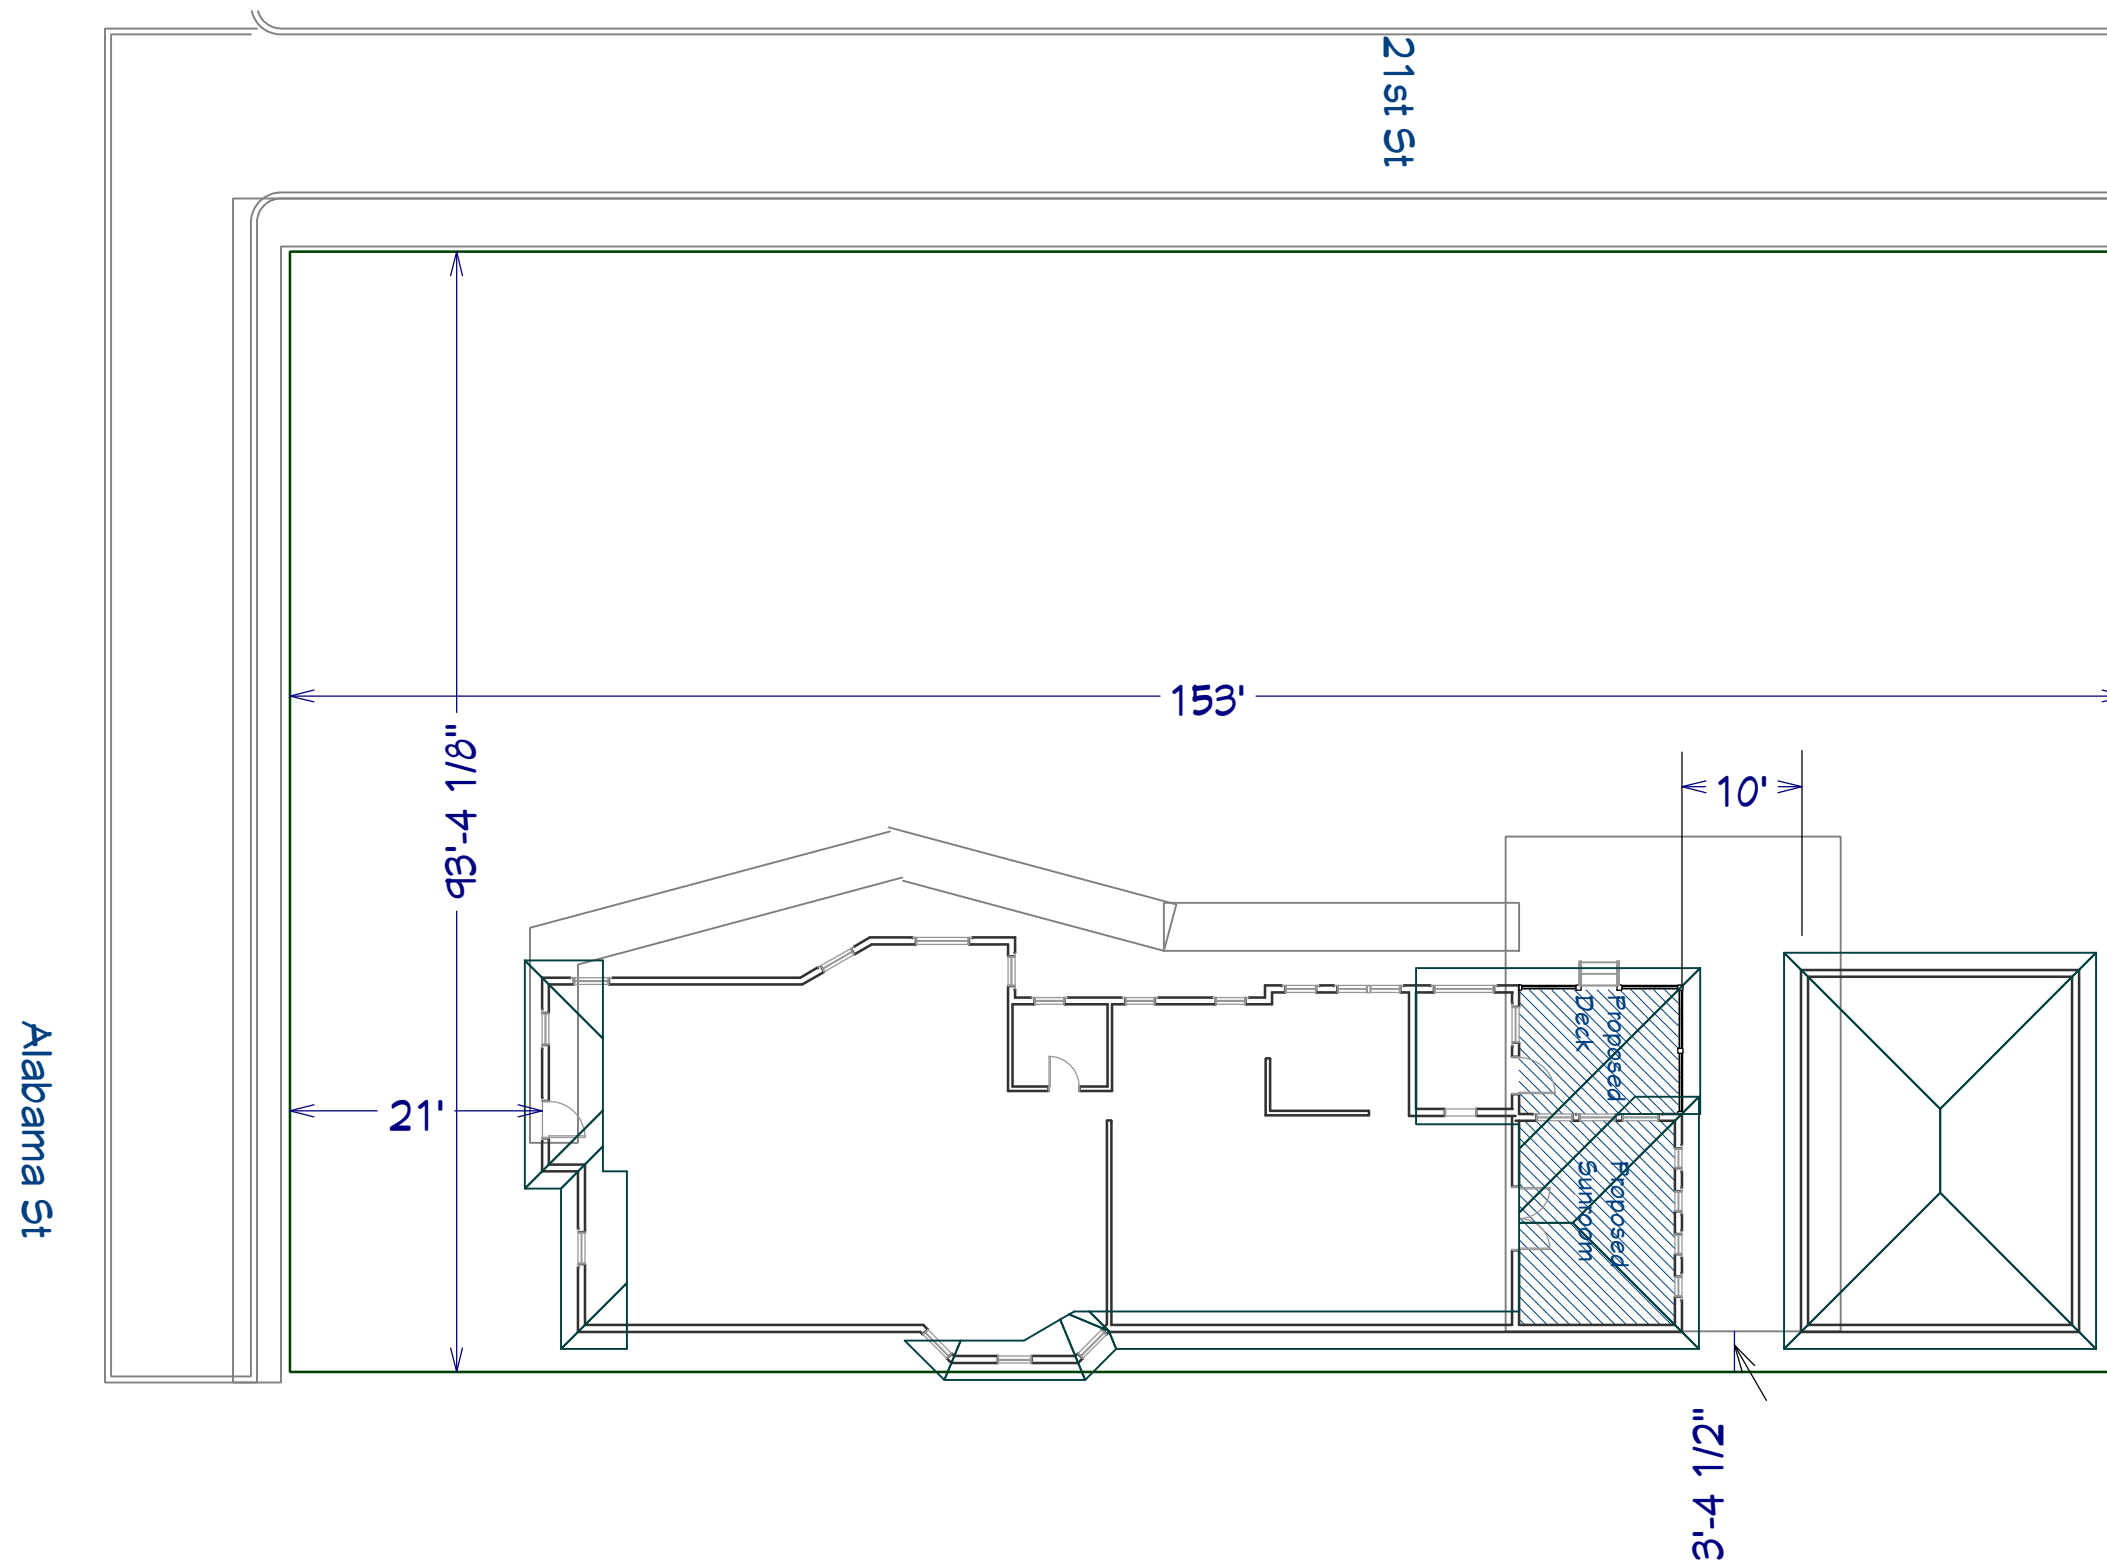 21st St
153'
93'-4 1/8"
10'
Proposed
Deck
Alabama St
21'
Proposed
Sunroom
3'-4 1/2"